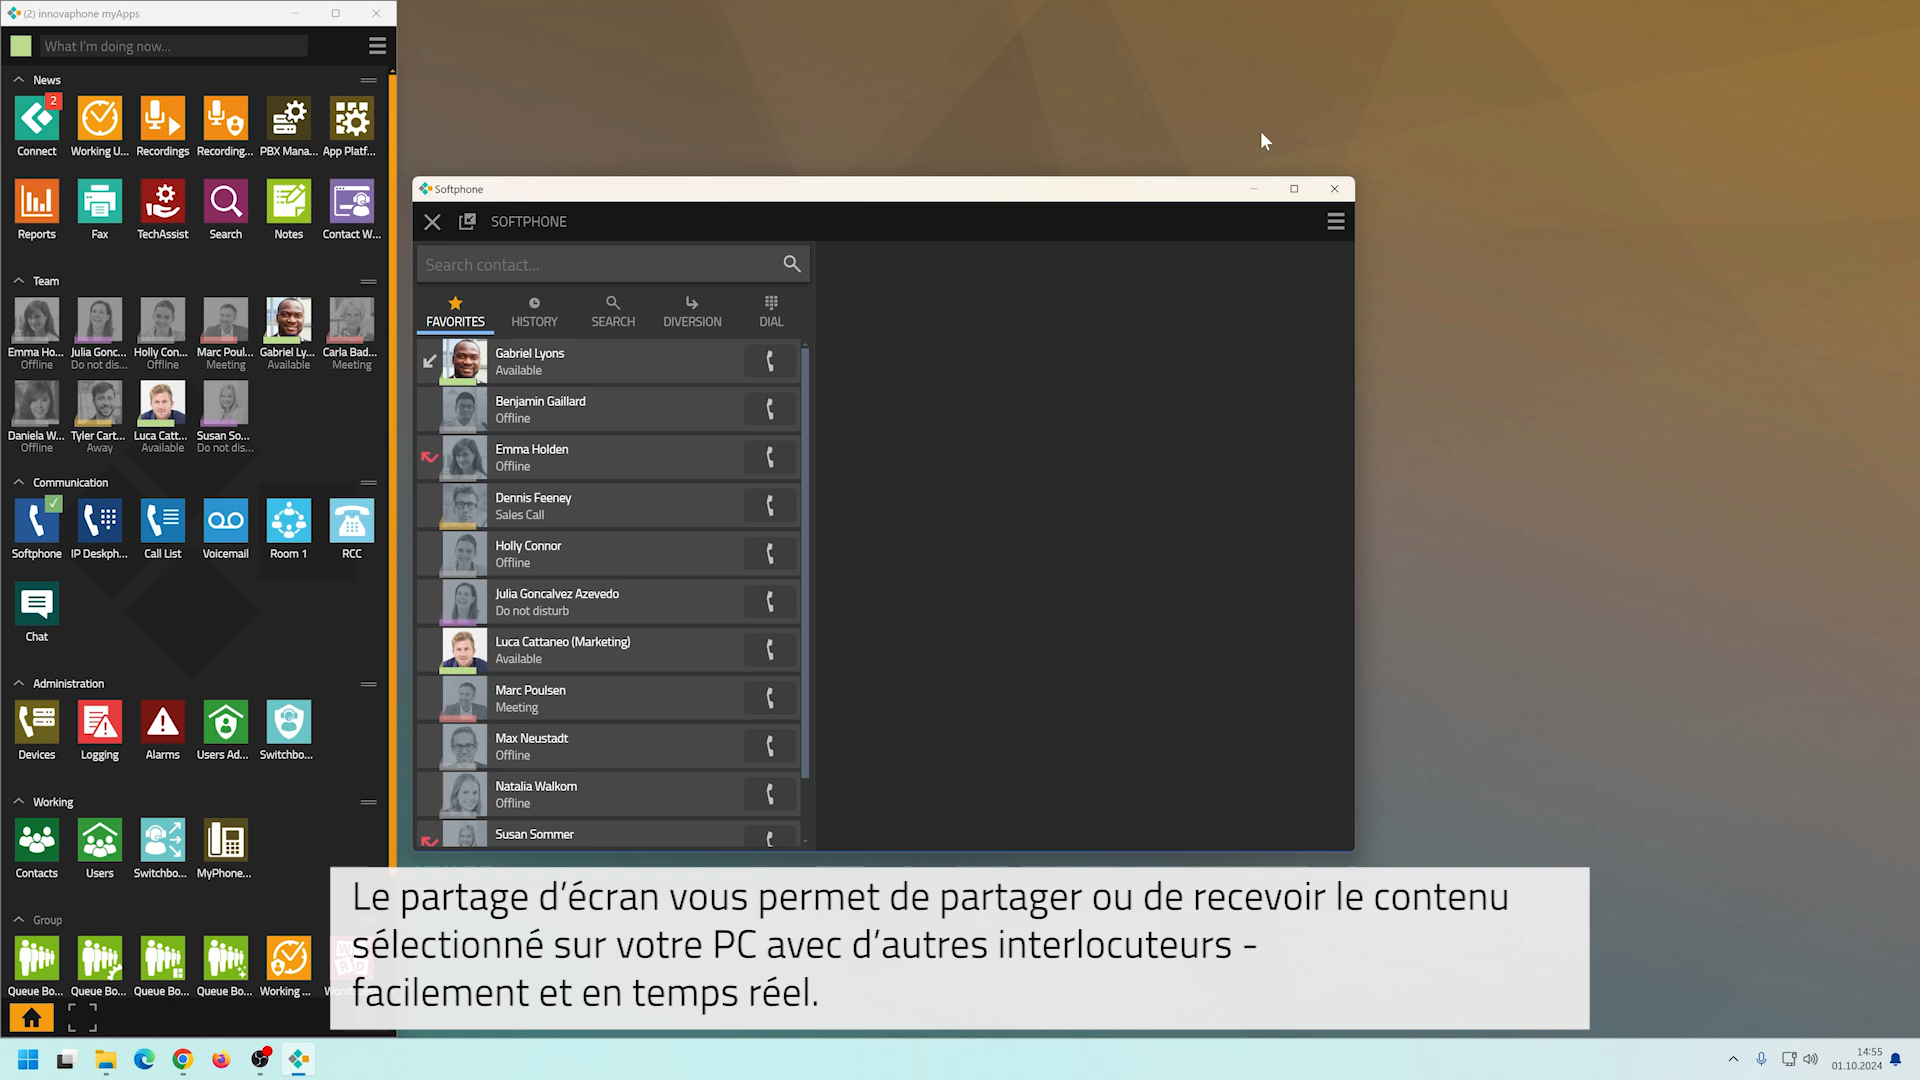 (2) innovaphone myApps
What I'm doing now...
News
2
Connect
Working U...
Recordings
Recording...
PBX Mana...
App Platf...
Reports
Fax
TechAssist
Search
Notes
Contact W...
Team
Emma Ho...
Offline
Julia Gonc...
Do not dis...
Holly Con...
Offline
Marc Poul...
Meeting
Gabriel Ly...
Available
Carla Bad...
Meeting
Daniela W...
Offline
Tyler Cart...
Away
Luca Catt...
Available
Susan So...
Do not dis...
Communication
Softphone
IP Deskph...
Call List
Voicemail
Room 1
RCC
Chat
Administration
Devices
Logging
Alarms
Users Ad...
Switchbo...
Working
Contacts
Users
Switchbo...
MyPhone...
Group
Queue Bo...
Queue Bo...
Queue Bo...
Queue Bo...
Working ...
Softphone
SOFTPHONE
Search contact...
FAVORITES
HISTORY
SEARCH
DIVERSION
DIAL
Gabriel Lyons
Available
Benjamin Gaillard
Offline
Emma Holden
Offline
Dennis Feeney
Sales Call
Holly Connor
Offline
Julia Goncalvez Azevedo
Do not disturb
Luca Cattaneo (Marketing)
Available
Marc Poulsen
Meeting
Max Neustadt
Offline
Natalia Walkom
Offline
Susan Sommer
Le partage d’écran vous permet de partager ou de recevoir le contenu
sélectionné sur votre PC avec d’autres interlocuteurs -
facilement et en temps réel.
14:55
01.10.2024